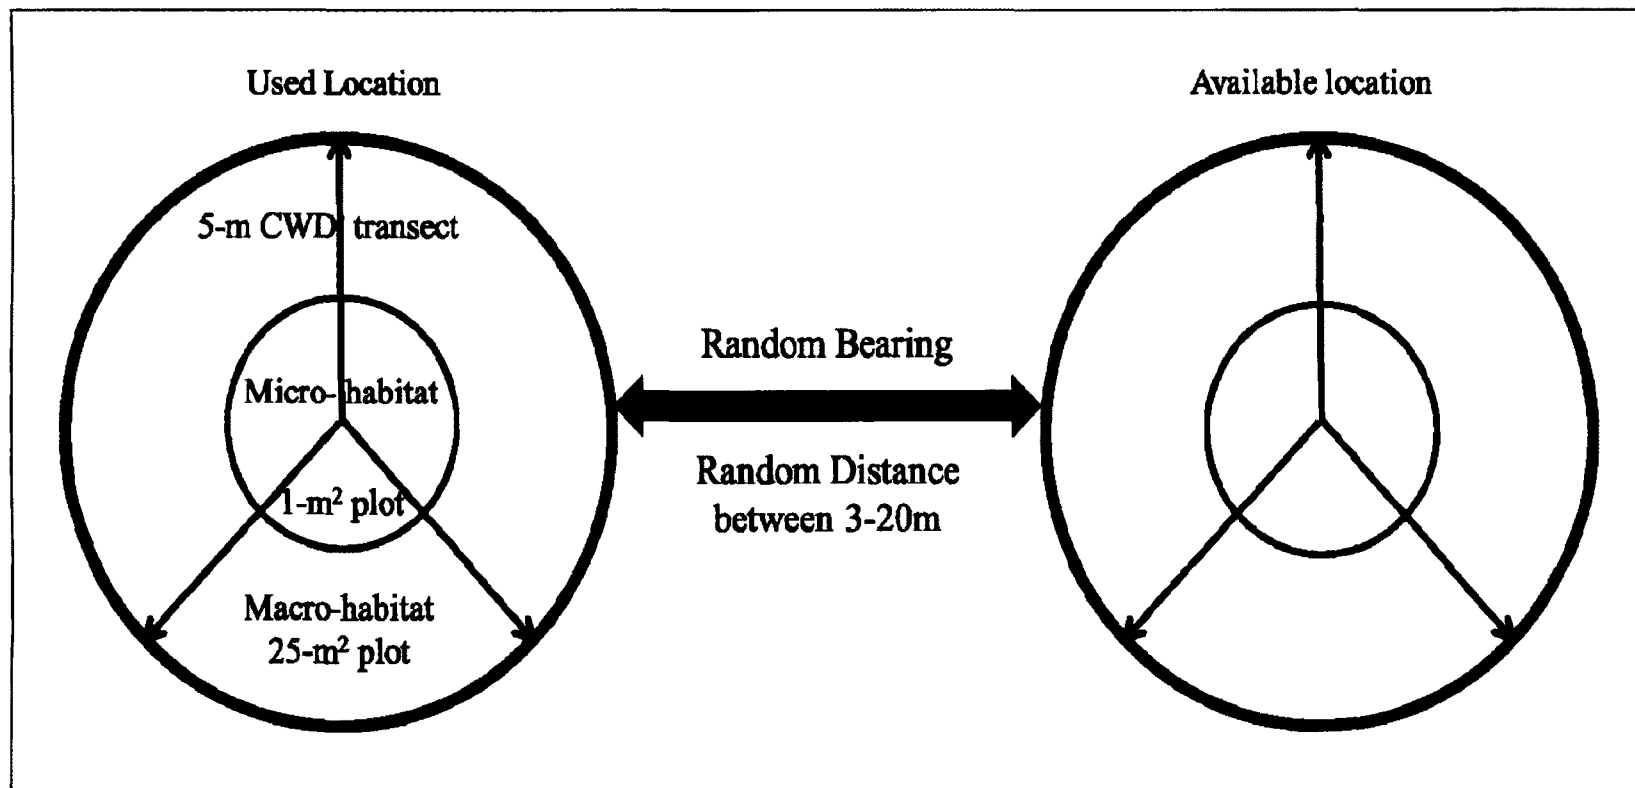 Used Location
Available location
5-m CWD transect
Micro-habitat
1-m² plot
Macro-habitat
25-m² plot
Random Bearing
Random Distance
between 3-20m